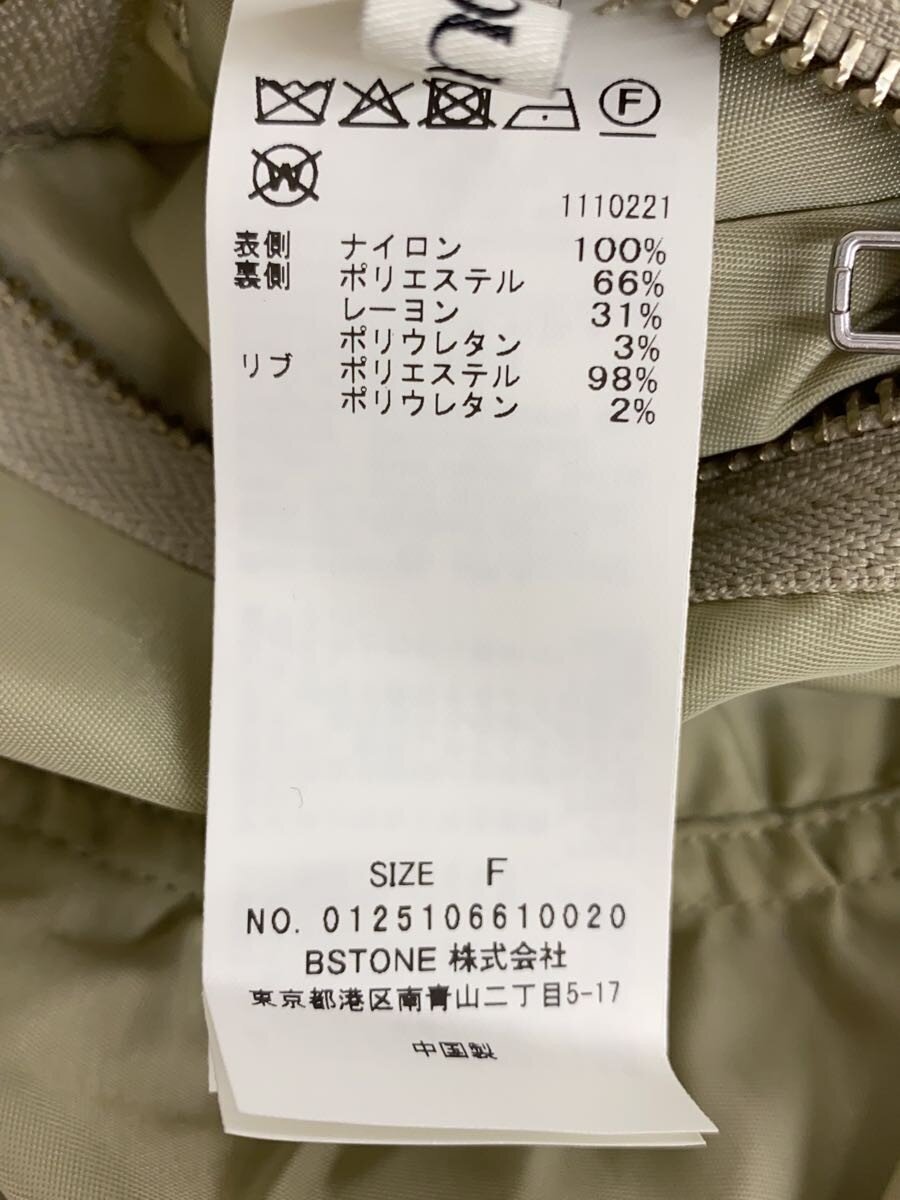 F
W
1110221
表側 ナイロン 100%
裏側 ポリエステル 66%
レーヨン 31%
ポリウレタン 3%
リブ ポリエステル 98%
ポリウレタン 2%
SIZE F
NO. 0125106610020
BSTONE 株式会社
東京都港区南青山二丁目5-17
中国製